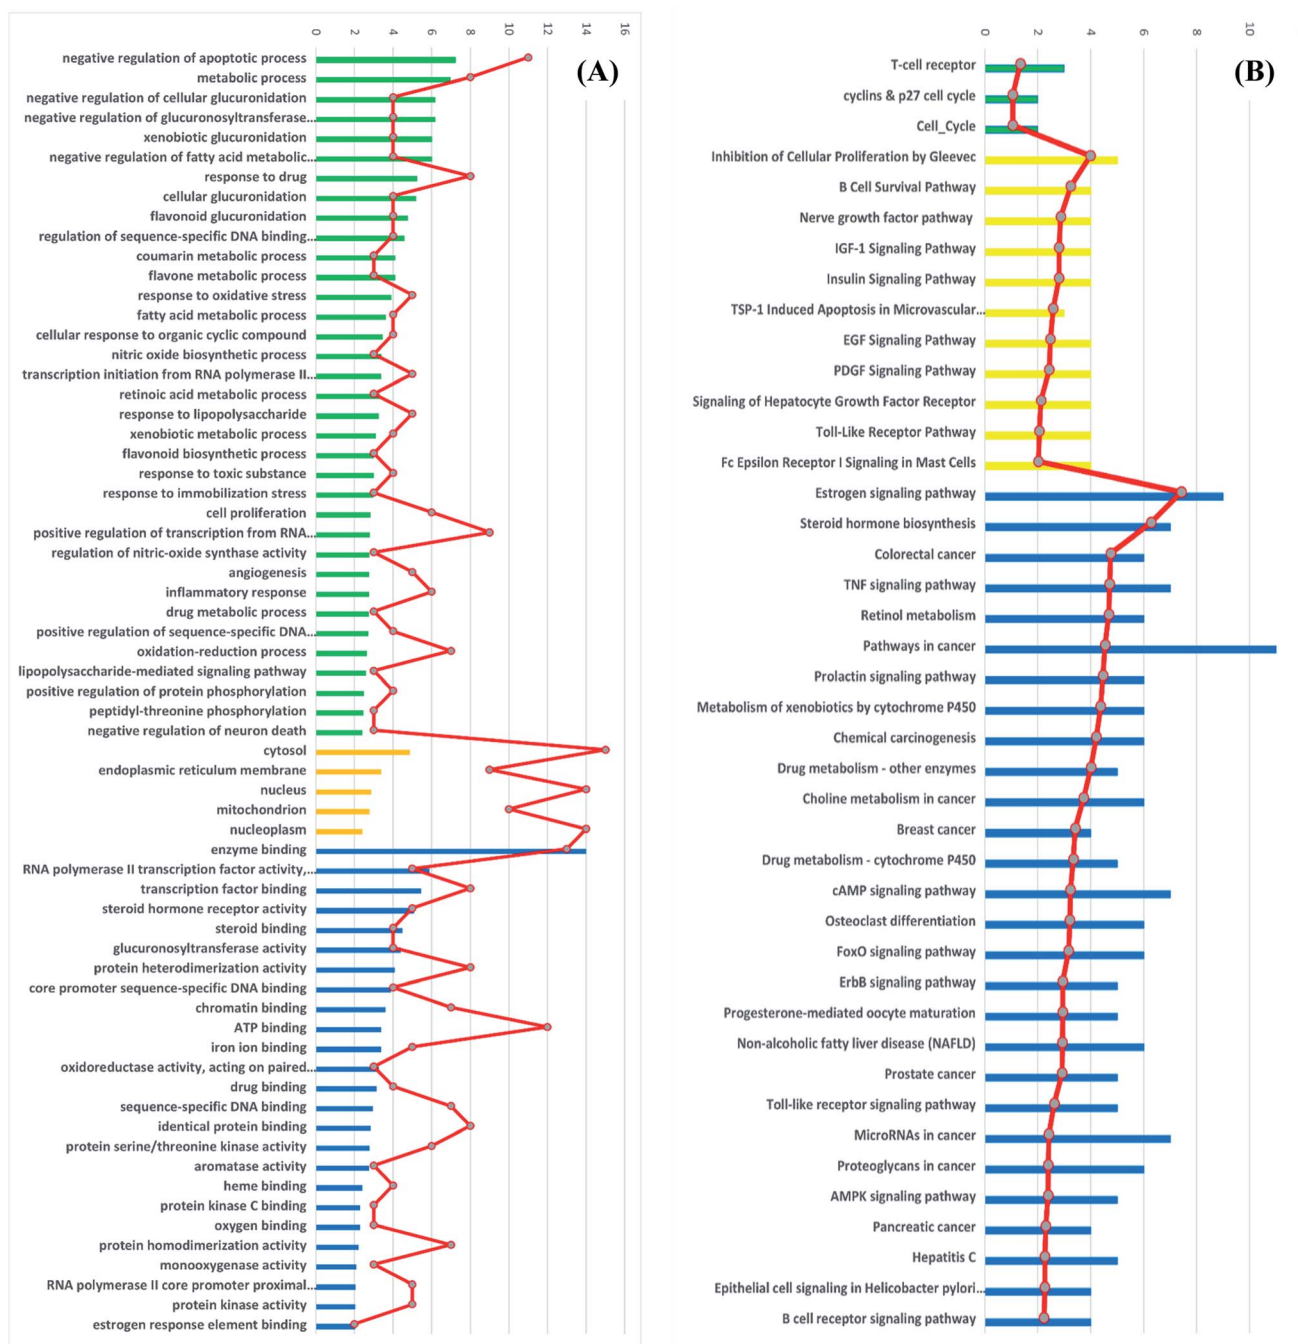 0 2 4 6 8 10 12 14 16
(A)
negative regulation of apoptotic process
metabolic process
negative regulation of cellular glucuronidation
negative regulation of glucuronosyltransferase...
xenobiotic glucuronidation
negative regulation of fatty acid metabolic...
response to drug
cellular glucuronidation
flavonoid glucuronidation
regulation of sequence-specific DNA binding...
coumarin metabolic process
flavone metabolic process
response to oxidative stress
fatty acid metabolic process
cellular response to organic cyclic compound
nitric oxide biosynthetic process
transcription initiation from RNA polymerase II...
retinoic acid metabolic process
response to lipopolysaccharide
xenobiotic metabolic process
flavonoid biosynthetic process
response to toxic substance
response to immobilization stress
cell proliferation
positive regulation of transcription from RNA...
regulation of nitric-oxide synthase activity
angiogenesis
inflammatory response
drug metabolic process
positive regulation of sequence-specific DNA...
oxidation-reduction process
lipopolysaccharide-mediated signaling pathway
positive regulation of protein phosphorylation
peptidyl-threonine phosphorylation
negative regulation of neuron death
cytosol
endoplasmic reticulum membrane
nucleus
mitochondrion
nucleoplasm
enzyme binding
RNA polymerase II transcription factor activity,...
transcription factor binding
steroid hormone receptor activity
steroid binding
glucuronosyltransferase activity
protein heterodimerization activity
core promoter sequence-specific DNA binding
chromatin binding
ATP binding
iron ion binding
oxidoreductase activity, acting on paired...
drug binding
sequence-specific DNA binding
identical protein binding
protein serine/threonine kinase activity
aromatase activity
heme binding
protein kinase C binding
oxygen binding
protein homodimerization activity
monooxygenase activity
RNA polymerase II core promoter proximal...
protein kinase activity
estrogen response element binding
0 2 4 6 8 10
(B)
T-cell receptor
cyclins & p27 cell cycle
Cell_Cycle
Inhibition of Cellular Proliferation by Gleevec
B Cell Survival Pathway
Nerve growth factor pathway
IGF-1 Signaling Pathway
Insulin Signaling Pathway
TSP-1 Induced Apoptosis in Microvascular...
EGF Signaling Pathway
PDGF Signaling Pathway
Signaling of Hepatocyte Growth Factor Receptor
Toll-Like Receptor Pathway
Fc Epsilon Receptor I Signaling in Mast Cells
Estrogen signaling pathway
Steroid hormone biosynthesis
Colorectal cancer
TNF signaling pathway
Retinol metabolism
Pathways in cancer
Prolactin signaling pathway
Metabolism of xenobiotics by cytochrome P450
Chemical carcinogenesis
Drug metabolism - other enzymes
Choline metabolism in cancer
Breast cancer
Drug metabolism - cytochrome P450
cAMP signaling pathway
Osteoclast differentiation
FoxO signaling pathway
ErbB signaling pathway
Progesterone-mediated oocyte maturation
Non-alcoholic fatty liver disease (NAFLD)
Prostate cancer
Toll-like receptor signaling pathway
MicroRNAs in cancer
Proteoglycans in cancer
AMPK signaling pathway
Pancreatic cancer
Hepatitis C
Epithelial cell signaling in Helicobacter pylori...
B cell receptor signaling pathway